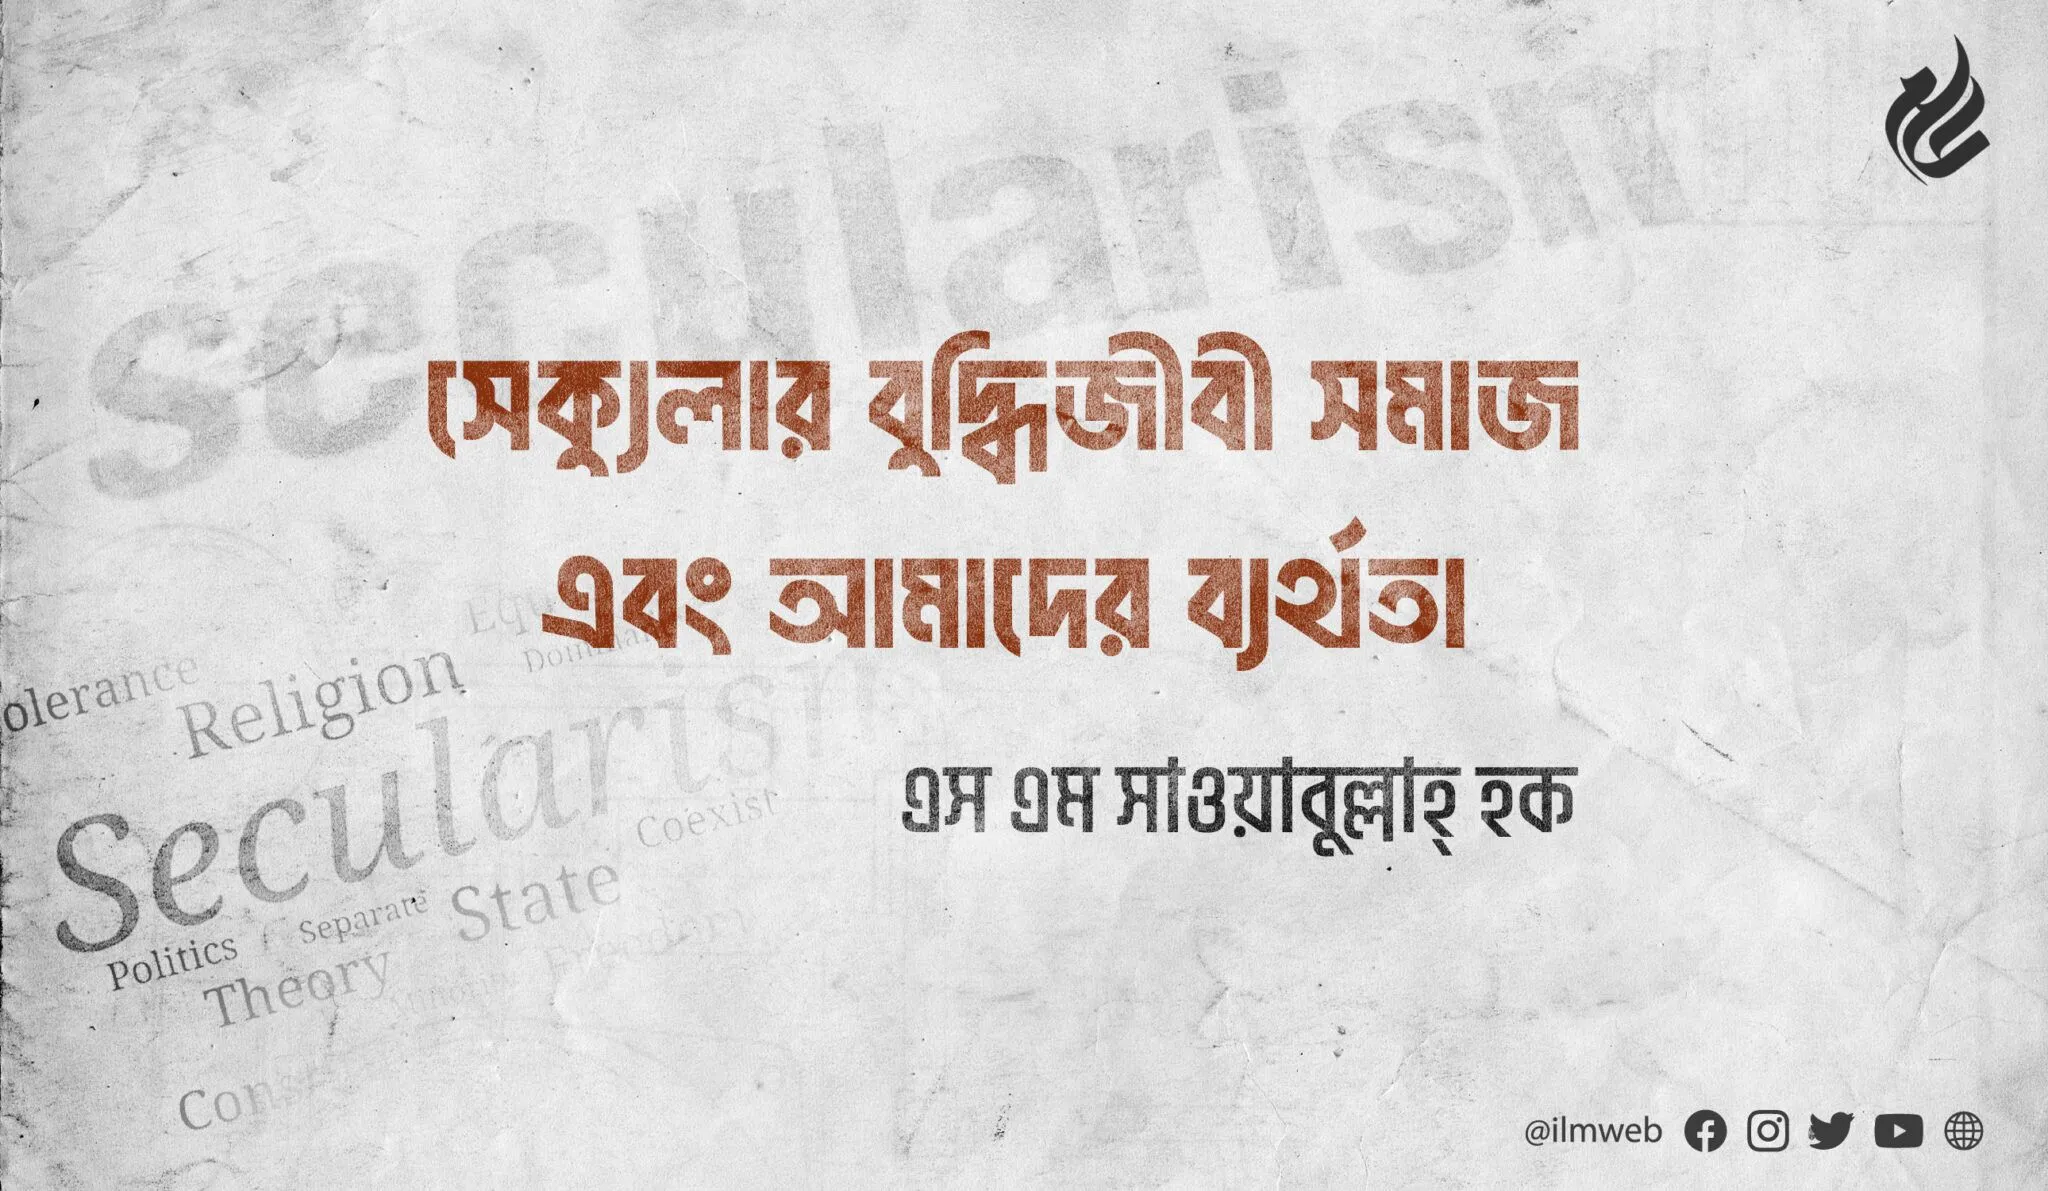 secularism
সেক্যুলার বুদ্ধিজীবী সমাজ
এবং আমাদের ব্যর্থতা
এস এম সাওয়াবুল্লাহ্ হক
olerance
Religion
Secularism
Coexist
Separate
State
Politics
Theory
Freedom
@ilmweb